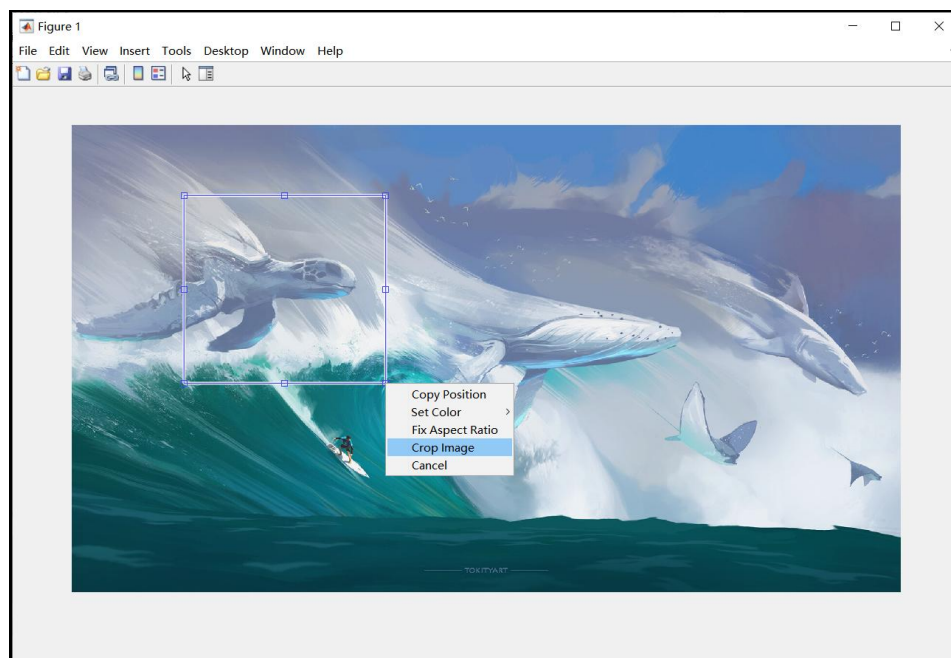 Figure 1
File Edit View Insert Tools Desktop Window Help
Copy Position
Set Color
Fix Aspect Ratio
Crop Image
Cancel
TOKITYART